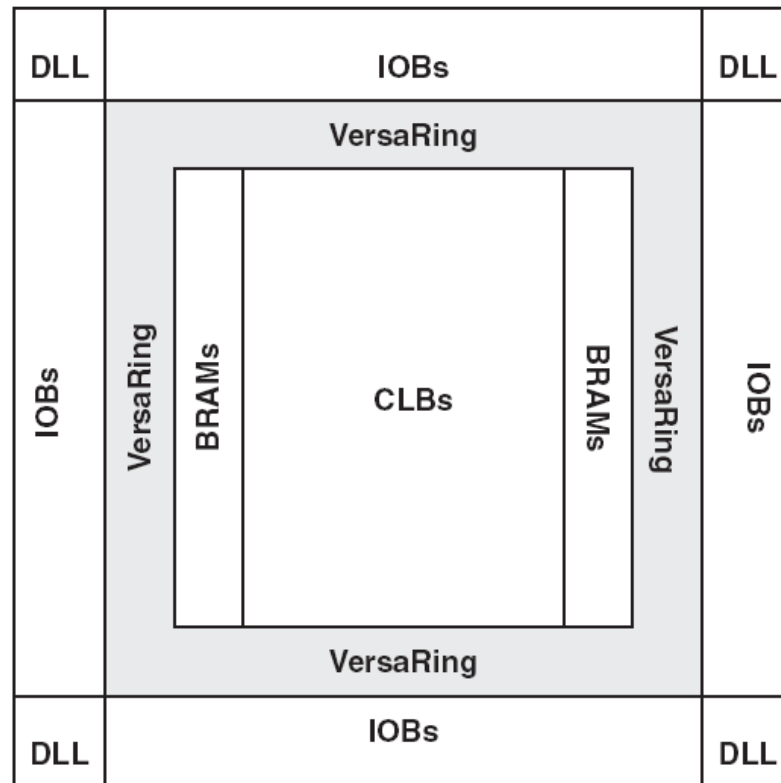 DLL
IOBs
DLL
VersaRing
IOBs
VersaRing
BRAMs
CLBs
BRAMs
VersaRing
IOBs
VersaRing
DLL
IOBs
DLL